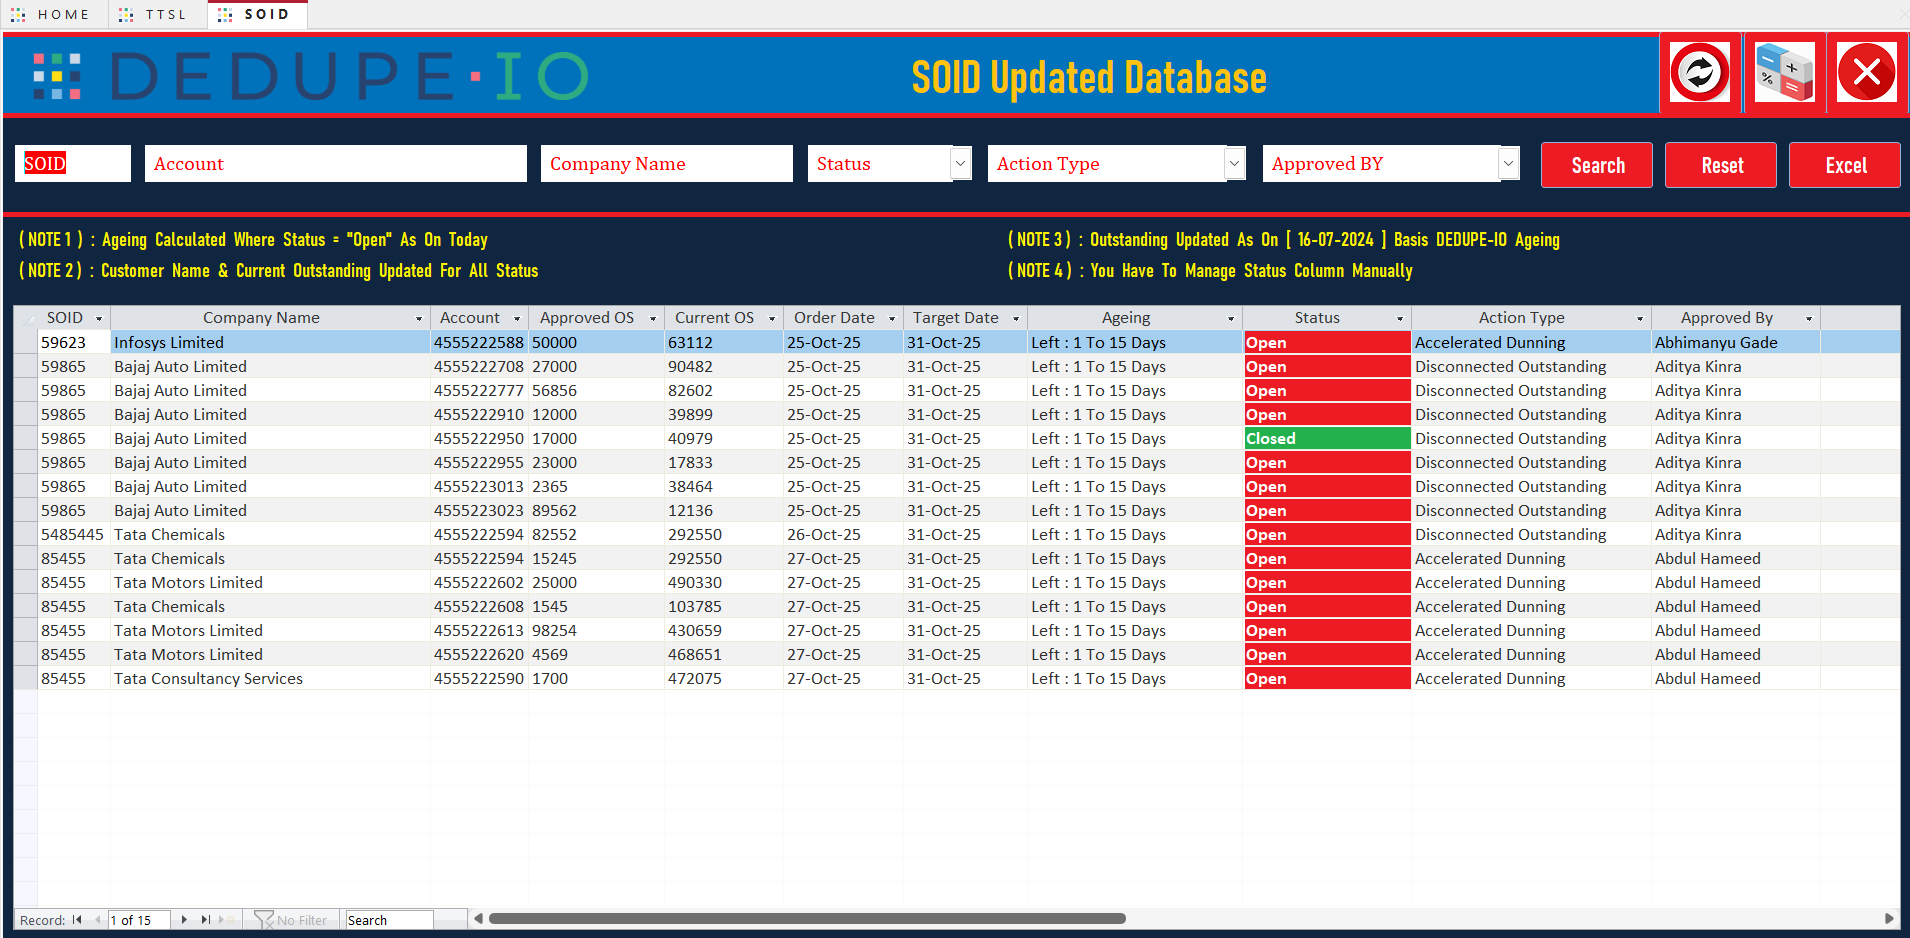 HOME TTSL SOID
DEDUPE·IO SOID Updated Database
SOID Account Company Name Status Action Type Approved BY Search Reset Excel
( NOTE 1 ) : Ageing Calculated Where Status = "Open" As On Today
( NOTE 2 ) : Customer Name & Current Outstanding Updated For All Status
( NOTE 3 ) : Outstanding Updated As On [ 16-07-2024 ] Basis DEDUPE-IO Ageing
( NOTE 4 ) : You Have To Manage Status Column Manually
SOID Company Name Account Approved OS Current OS Order Date Target Date Ageing Status Action Type Approved By
59623 Infosys Limited 4555222588 50000 63112 25-Oct-25 31-Oct-25 Left : 1 To 15 Days Open Accelerated Dunning Abhimanyu Gade
59865 Bajaj Auto Limited 4555222708 27000 90482 25-Oct-25 31-Oct-25 Left : 1 To 15 Days Open Disconnected Outstanding Aditya Kinra
59865 Bajaj Auto Limited 4555222777 56856 82602 25-Oct-25 31-Oct-25 Left : 1 To 15 Days Open Disconnected Outstanding Aditya Kinra
59865 Bajaj Auto Limited 4555222910 12000 39899 25-Oct-25 31-Oct-25 Left : 1 To 15 Days Open Disconnected Outstanding Aditya Kinra
59865 Bajaj Auto Limited 4555222950 17000 40979 25-Oct-25 31-Oct-25 Left : 1 To 15 Days Closed Disconnected Outstanding Aditya Kinra
59865 Bajaj Auto Limited 4555222955 23000 17833 25-Oct-25 31-Oct-25 Left : 1 To 15 Days Open Disconnected Outstanding Aditya Kinra
59865 Bajaj Auto Limited 4555223013 2365 38464 25-Oct-25 31-Oct-25 Left : 1 To 15 Days Open Disconnected Outstanding Aditya Kinra
59865 Bajaj Auto Limited 4555223023 89562 12136 25-Oct-25 31-Oct-25 Left : 1 To 15 Days Open Disconnected Outstanding Aditya Kinra
5485445 Tata Chemicals 4555222594 82552 292550 26-Oct-25 31-Oct-25 Left : 1 To 15 Days Open Disconnected Outstanding Aditya Kinra
85455 Tata Chemicals 4555222594 15245 292550 27-Oct-25 31-Oct-25 Left : 1 To 15 Days Open Accelerated Dunning Abdul Hameed
85455 Tata Motors Limited 4555222602 25000 490330 27-Oct-25 31-Oct-25 Left : 1 To 15 Days Open Accelerated Dunning Abdul Hameed
85455 Tata Chemicals 4555222608 1545 103785 27-Oct-25 31-Oct-25 Left : 1 To 15 Days Open Accelerated Dunning Abdul Hameed
85455 Tata Motors Limited 4555222613 98254 430659 27-Oct-25 31-Oct-25 Left : 1 To 15 Days Open Accelerated Dunning Abdul Hameed
85455 Tata Motors Limited 4555222620 4569 468651 27-Oct-25 31-Oct-25 Left : 1 To 15 Days Open Accelerated Dunning Abdul Hameed
85455 Tata Consultancy Services 4555222590 1700 472075 27-Oct-25 31-Oct-25 Left : 1 To 15 Days Open Accelerated Dunning Abdul Hameed
Record: 1 of 15 No Filter Search